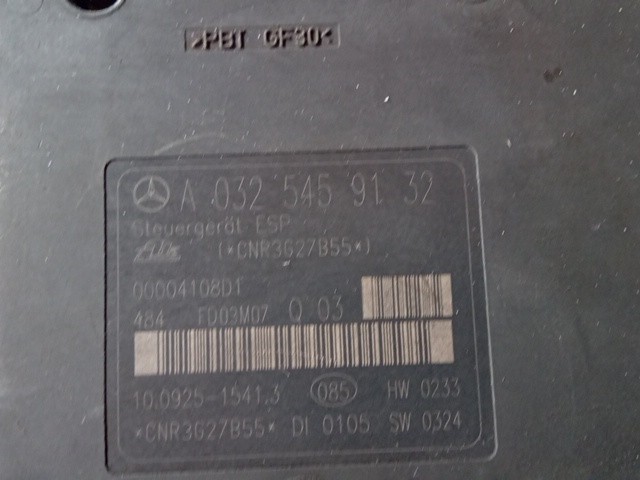 >PBT GF30<
A 032 545 91 32
Steuergerät ESP
Ate (*CNR3G27B55*)
00004108D1
484 FD03M07 Q 03
10.0925-1541.3 085 HW 0233
*CNR3G27B55* DI 0105 SW 0324